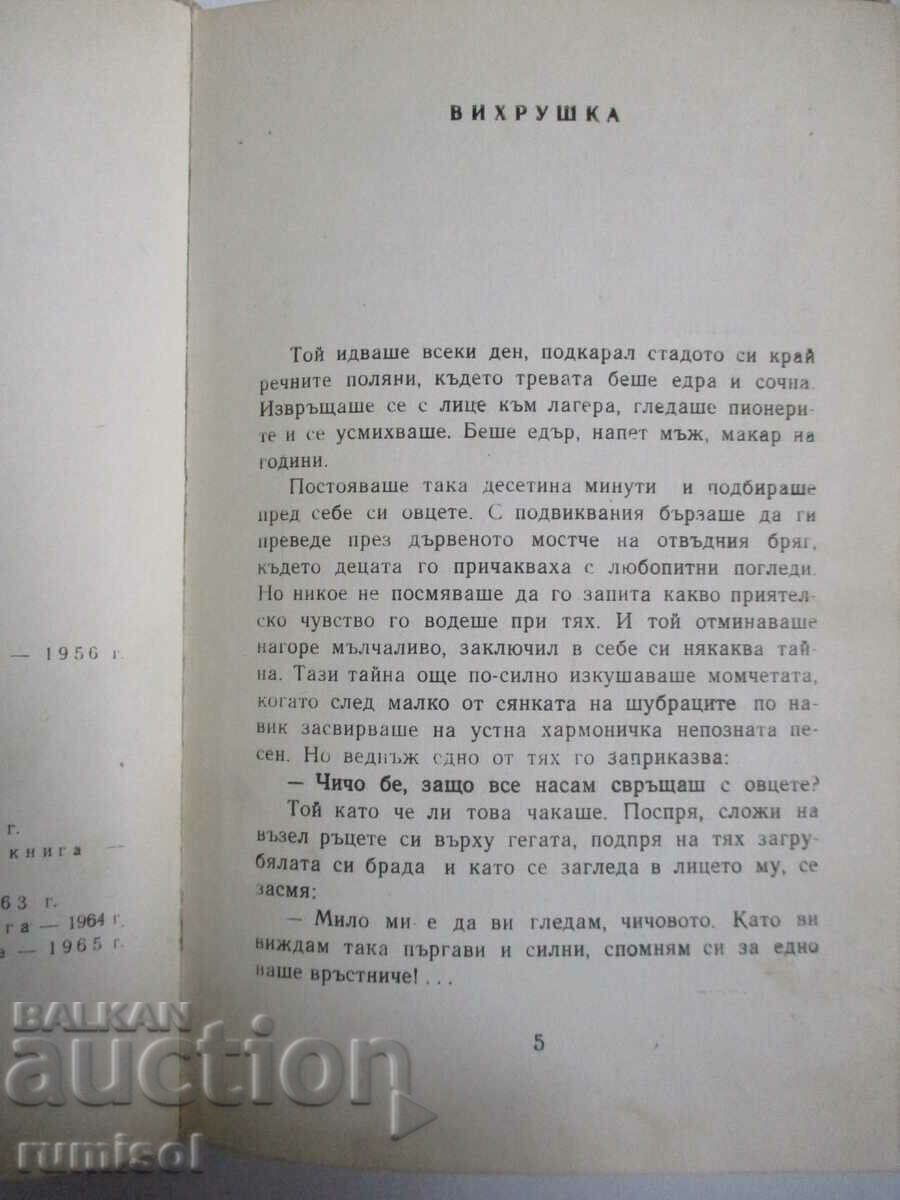 — 1956 г.
г.
книга —
63 г.
га — 1964 г.
— 1965 г.
ВИХРУШКА
Той идваше всеки ден, подкарал стадото си край
речните поляни, където тревата беше едра и сочна.
Извръщаше се с лице към лагера, гледаше пионери-
те и се усмихваше. Беше едър, напет мъж, макар на
години.
Постояваше така десетина минути и подбираше
пред себе си овцете. С подвиквания бързаше да ги
преведе през дървеното мостче на отвъдния бряг,
където децата го причакваха с любопитни погледи.
Но никое не посмяваше да го запита какво приятел-
ско чувство го водеше при тях. И той отминаваше
нагоре мълчаливо, заключил в себе си някаква тай-
на. Тази тайна още по-силно изкушаваше момчетата,
когато след малко от сянката на шубраците по на-
вик засвирваше на устна хармоничка непозната пе-
сен. Но веднъж едно от тях го заприказва:
— Чичо бе, защо все насам свръщаш с овцете?
Той като че ли това чакаше. Поспря, сложи на
възел ръцете си върху гегата, подпря на тях загру-
бялата си брада и като се загледа в лицето му, се
засмя:
— Мило ми е да ви гледам, чичовото. Като ви
виждам така пъргави и силни, спомням си за едно
ваше връстниче!...
5
BALKAN
auction
rumisol